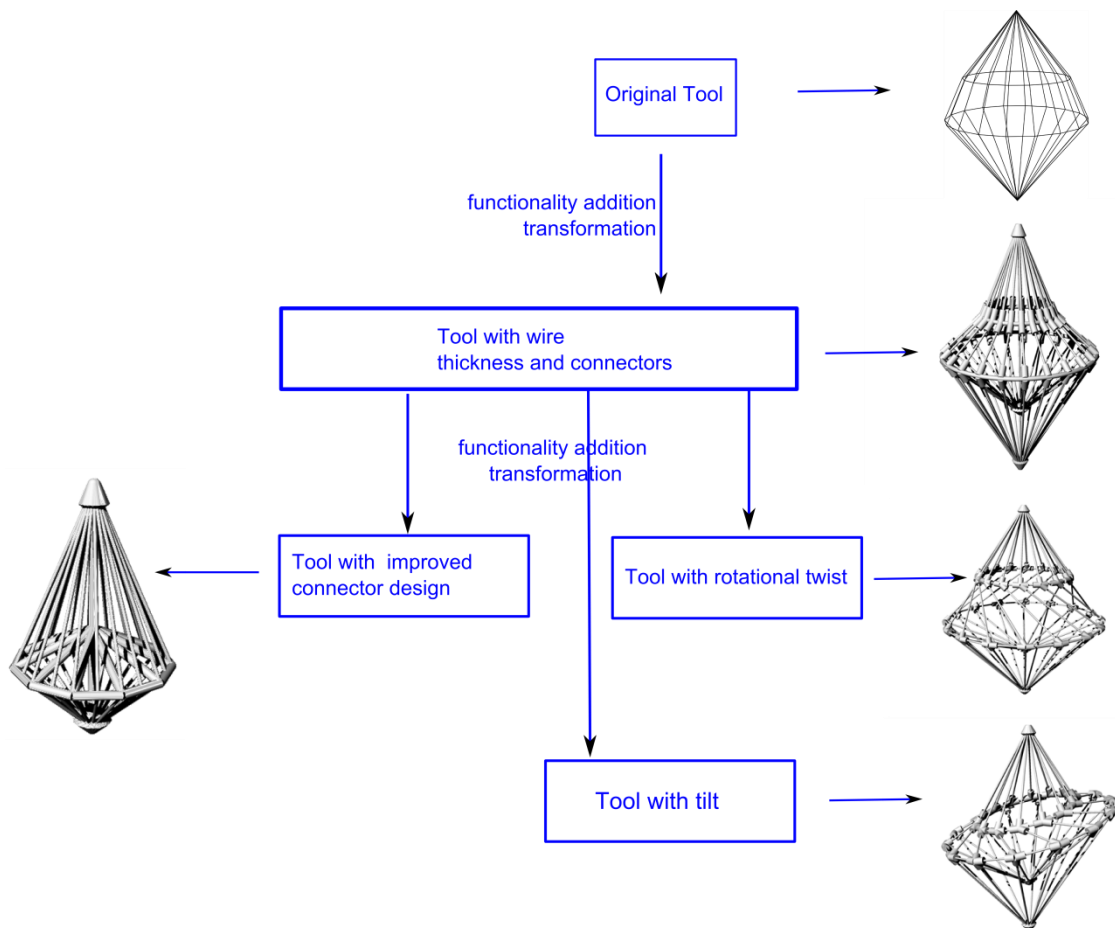 Original Tool
functionality addition
transformation
Tool with wire
thickness and connectors
functionality addition
transformation
Tool with improved
connector design
Tool with rotational twist
Tool with tilt